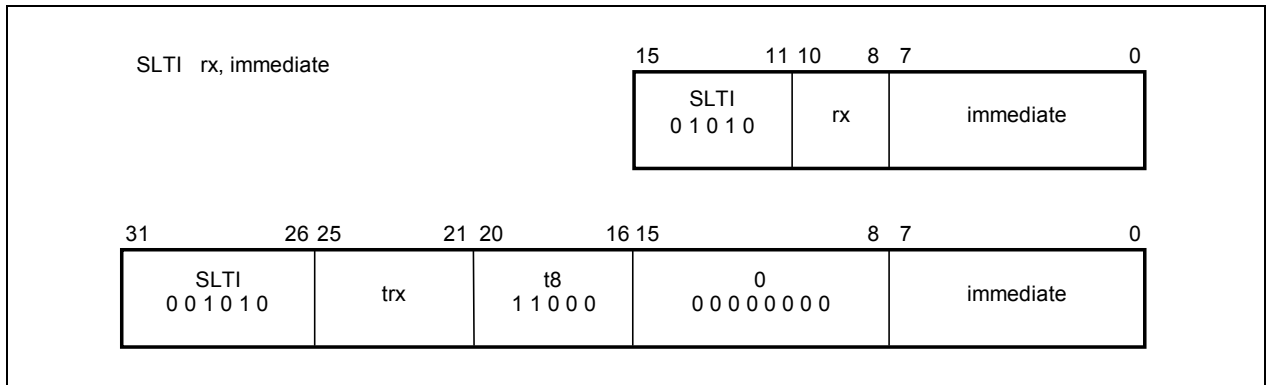 SLTI rx, immediate
15 11 10 8 7 0
SLTI
0 1 0 1 0
rx
immediate
31 26 25 21 20 16 15 8 7 0
SLTI
0 0 1 0 1 0
trx
t8
1 1 0 0 0
0
0 0 0 0 0 0 0 0
immediate